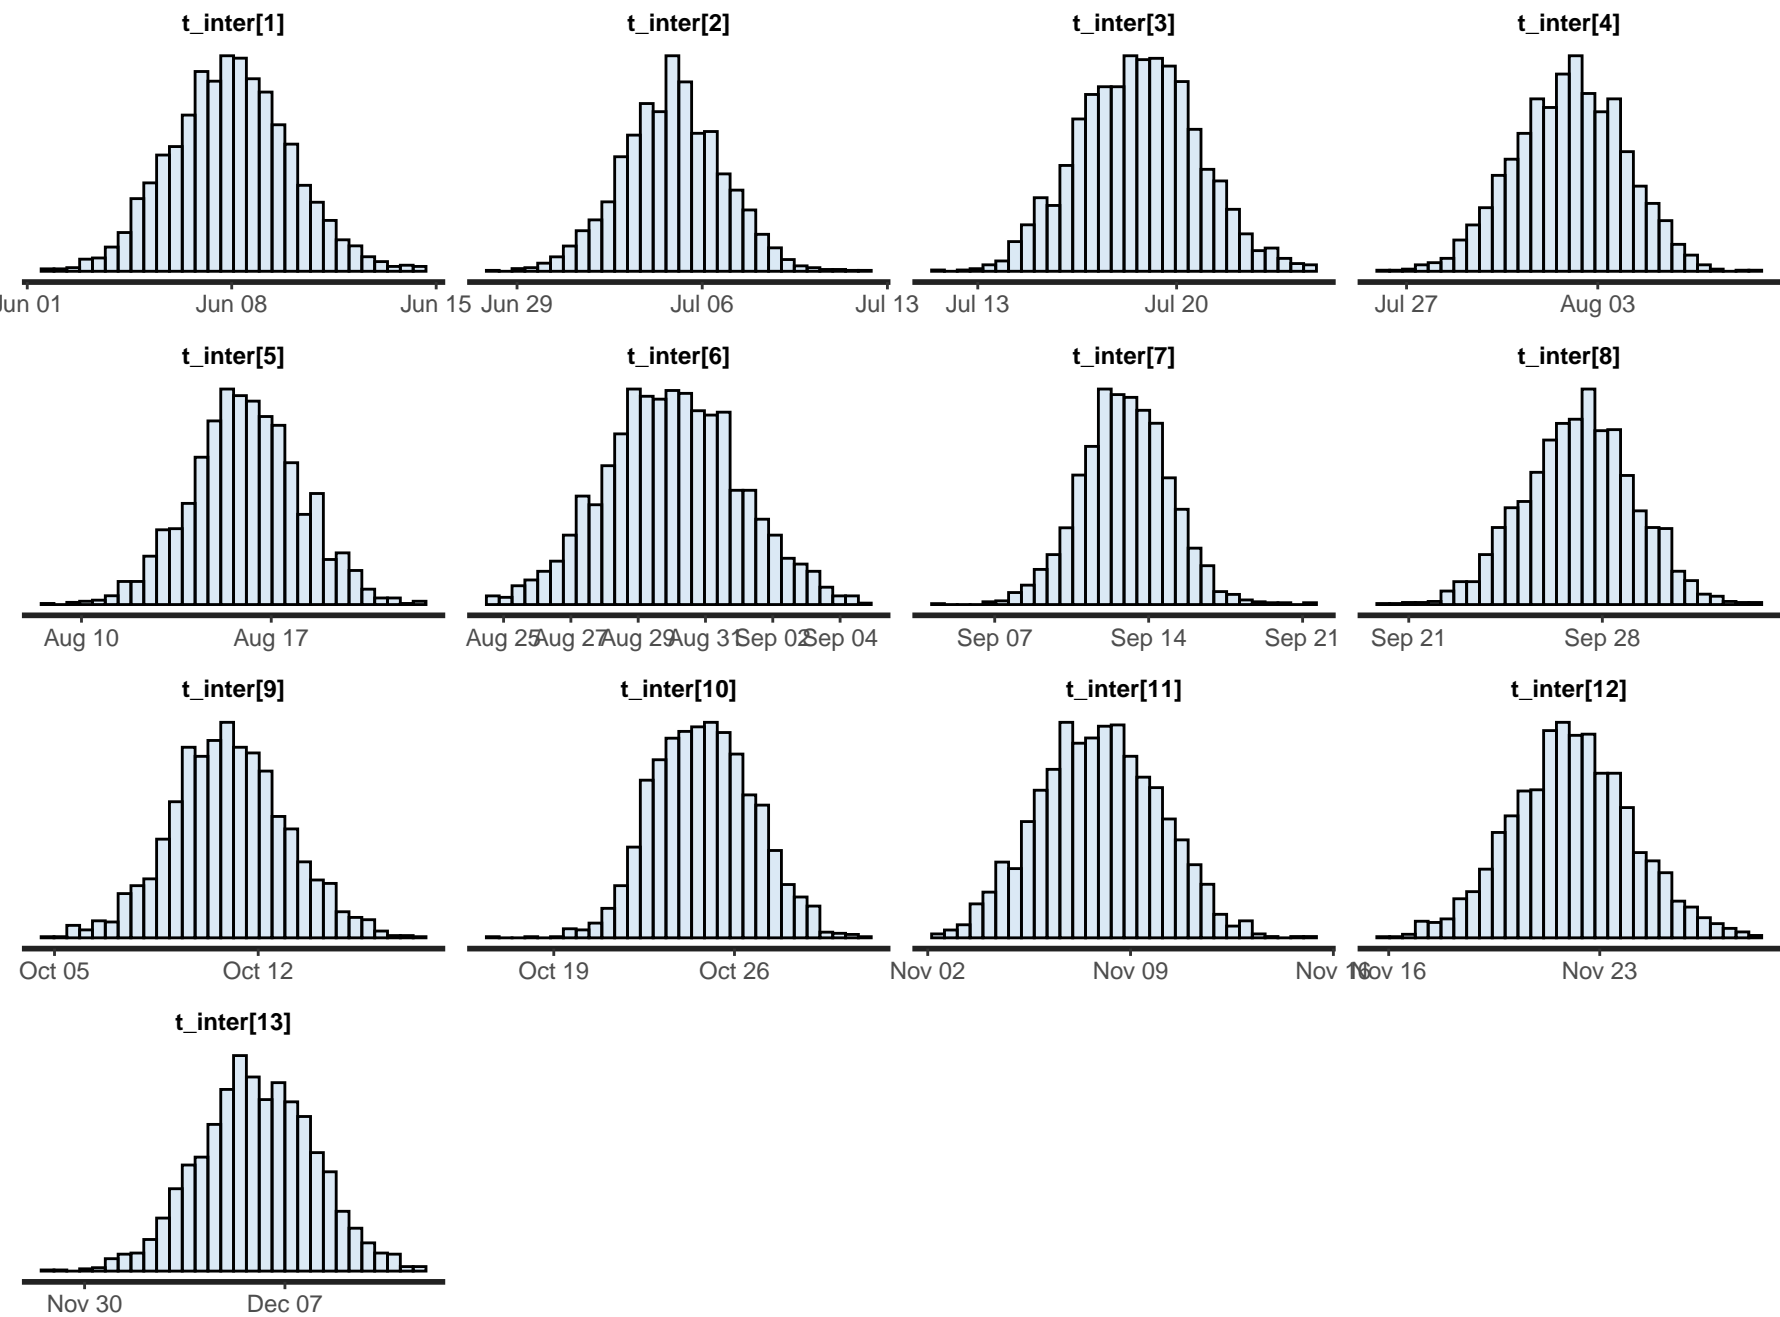 t_inter[1] t_inter[2] t_inter[3] t_inter[4]
Jun 01 Jun 08 Jun 15 Jun 29 Jul 06 Jul 13 Jul 13 Jul 20 Jul 27 Aug 03
t_inter[5] t_inter[6] t_inter[7] t_inter[8]
Aug 10 Aug 17 Aug 25 Aug 27 Aug 29 Aug 31 Sep 02 Sep 04 Sep 07 Sep 14 Sep 21 Sep 21 Sep 28
t_inter[9] t_inter[10] t_inter[11] t_inter[12]
Oct 05 Oct 12 Oct 19 Oct 26 Nov 02 Nov 09 Nov 16 Nov 16 Nov 23
t_inter[13]
Nov 30 Dec 07